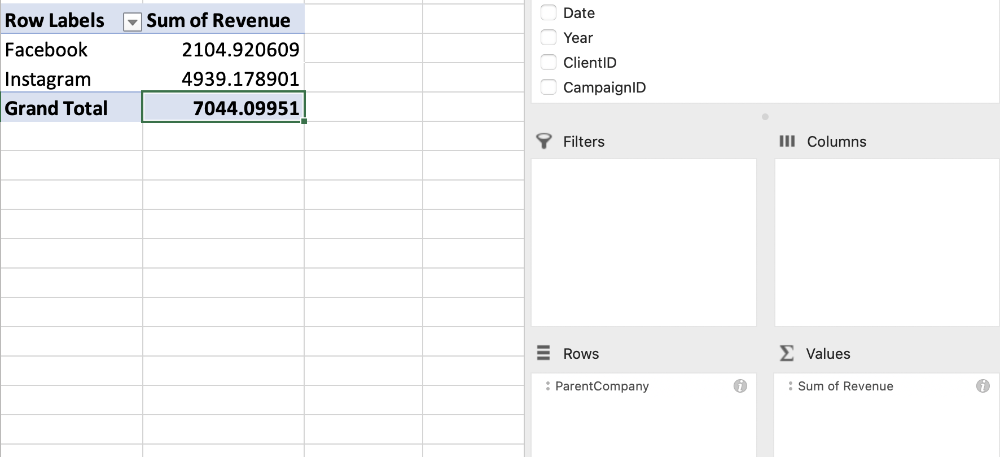 Row Labels Sum of Revenue
Facebook 2104.920609
Instagram 4939.178901
Grand Total 7044.09951
Date
Year
ClientID
CampaignID
Filters
Columns
Rows
Values
ParentCompany
Sum of Revenue